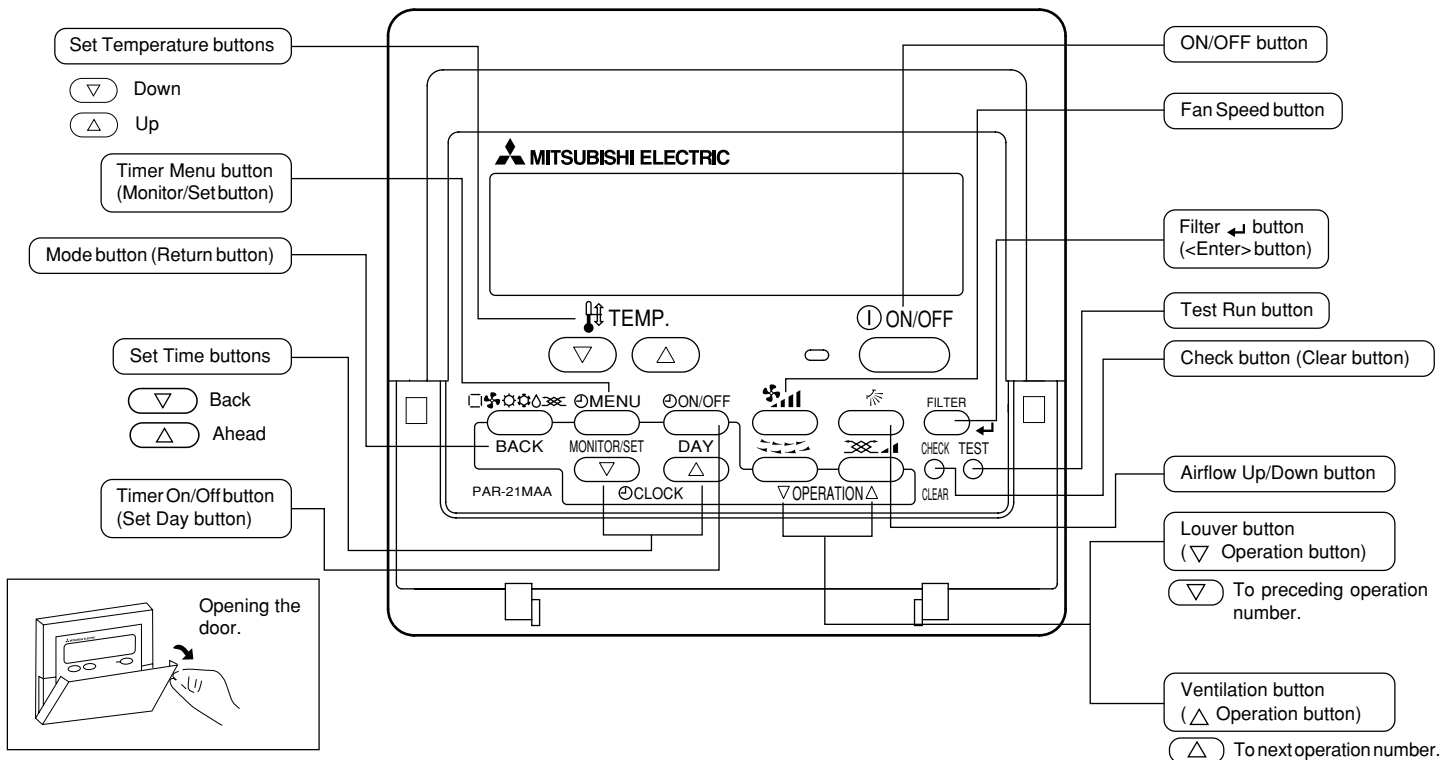 Set Temperature buttons
▽ Down
△ Up
Timer Menu button
(Monitor/Set button)
Mode button (Return button)
Set Time buttons
▽ Back
△ Ahead
Timer On/Off button
(Set Day button)
Opening the
door.
MITSUBISHI ELECTRIC
TEMP.
ON/OFF
▽ △
MENU
ON/OFF
FILTER
BACK
MONITOR/SET
DAY
CHECK TEST
▽ △
PAR-21MAA
CLOCK
▽ OPERATION △
CLEAR
ON/OFF button
Fan Speed button
Filter ↵ button
(<Enter> button)
Test Run button
Check button (Clear button)
Airflow Up/Down button
Louver button
(▽ Operation button)
▽ To preceding operation
number.
Ventilation button
(△ Operation button)
△ To next operation number.